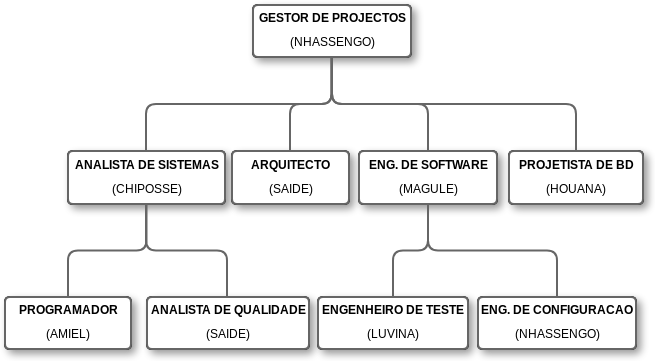 GESTOR DE PROJECTOS
(NHASSENGO)
ANALISTA DE SISTEMAS
(CHIPOSSE)
ARQUITECTO
(SAIDE)
ENG. DE SOFTWARE
(MAGULE)
PROJETISTA DE BD
(HOUANA)
PROGRAMADOR
(AMIEL)
ANALISTA DE QUALIDADE
(SAIDE)
ENGENHEIRO DE TESTE
(LUVINA)
ENG. DE CONFIGURACAO
(NHASSENGO)